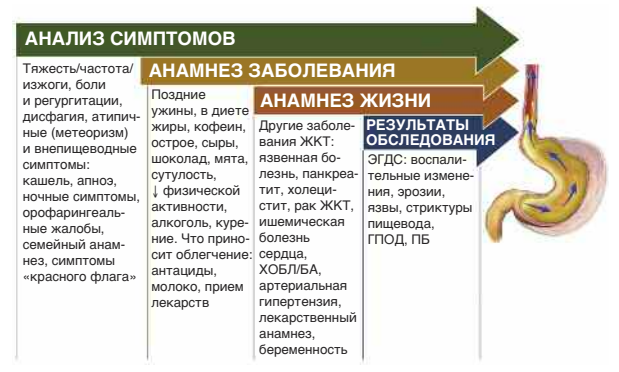 АНАЛИЗ СИМПТОМОВ
Тяжесть/частота/
изжоги, боли
и регургитации,
дисфагия, атипич-
ные (метеоризм)
и внепищеводные
симптомы:
кашель, апноэ,
ночные симптомы,
орофарингеаль-
ные жалобы,
семейный анам-
нез, симптомы
«красного флага»
АНАМНЕЗ ЗАБОЛЕВАНИЯ
Поздние
ужины, в диете
жиры, кофеин,
острое, сыры,
шоколад, мята,
сутулость,
↓ физической
активности,
алкоголь, куре-
ние. Что прино-
сит облегчение:
антациды,
молоко, прием
лекарств
АНАМНЕЗ ЖИЗНИ
Другие заболе-
вания ЖКТ:
язвенная бо-
лезнь, панкреа-
тит, холеци-
стит, рак ЖКТ,
ишемическая
болезнь
сердца,
ХОБЛ/БА,
артериальная
гипертензия,
лекарственный
анамнез,
беременность
РЕЗУЛЬТАТЫ
ОБСЛЕДОВАНИЯ
ЭГДС: воспали-
тельные измене-
ния, эрозии,
язвы, стриктуры
пищевода,
ГПОД, ПБ